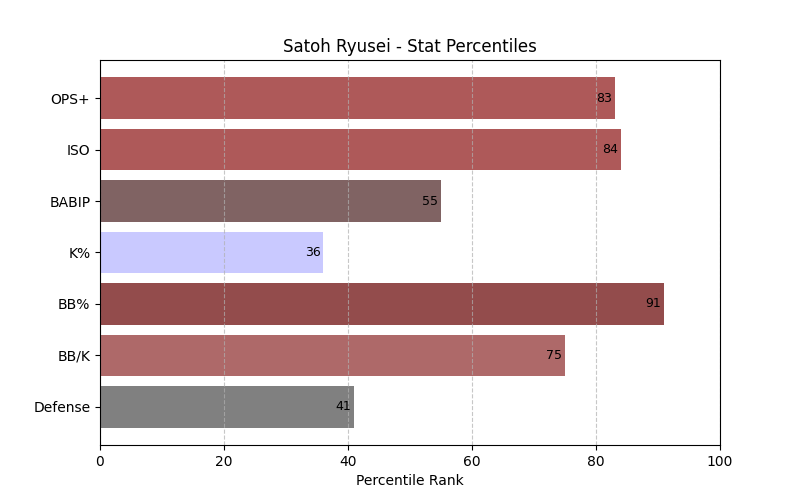 Satoh Ryusei - Stat Percentiles
OPS+ 83
ISO 84
BABIP 55
K% 36
BB% 91
BB/K 75
Defense 41
0 20 40 60 80 100
Percentile Rank